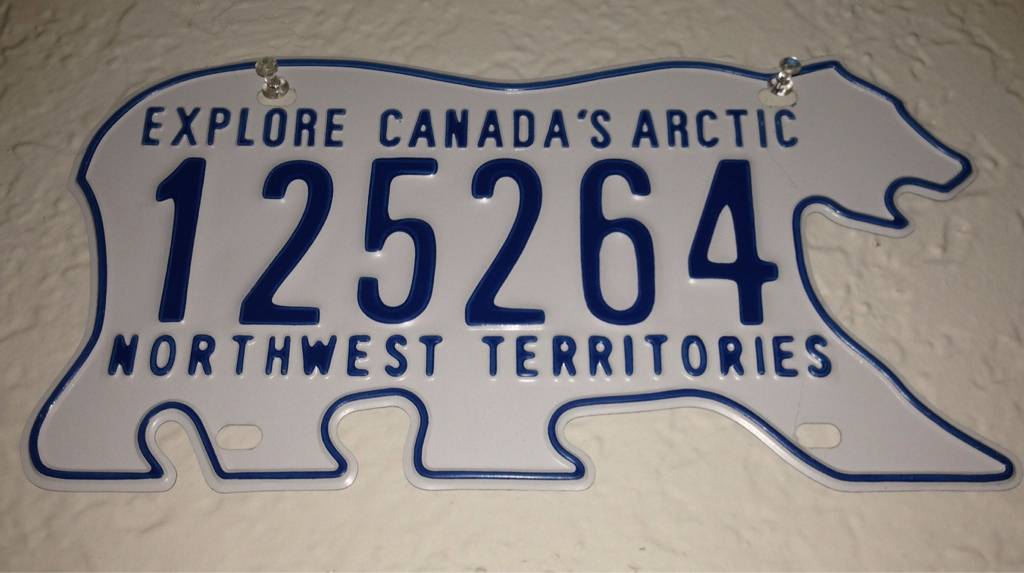 EXPLORE CANADA'S ARCTIC
125264
NORTHWEST TERRITORIES